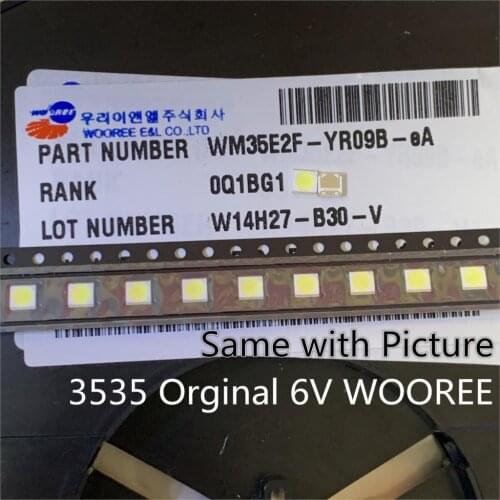 WOOREE
우리이앤엘주식회사
WOOREE E&L CO.,LTD
PART NUMBER WM35E2F-YR09B-eA
RANK 0Q1BG1
LOT NUMBER W14H27-B30-V
Same with Picture
3535 Orginal 6V WOOREE